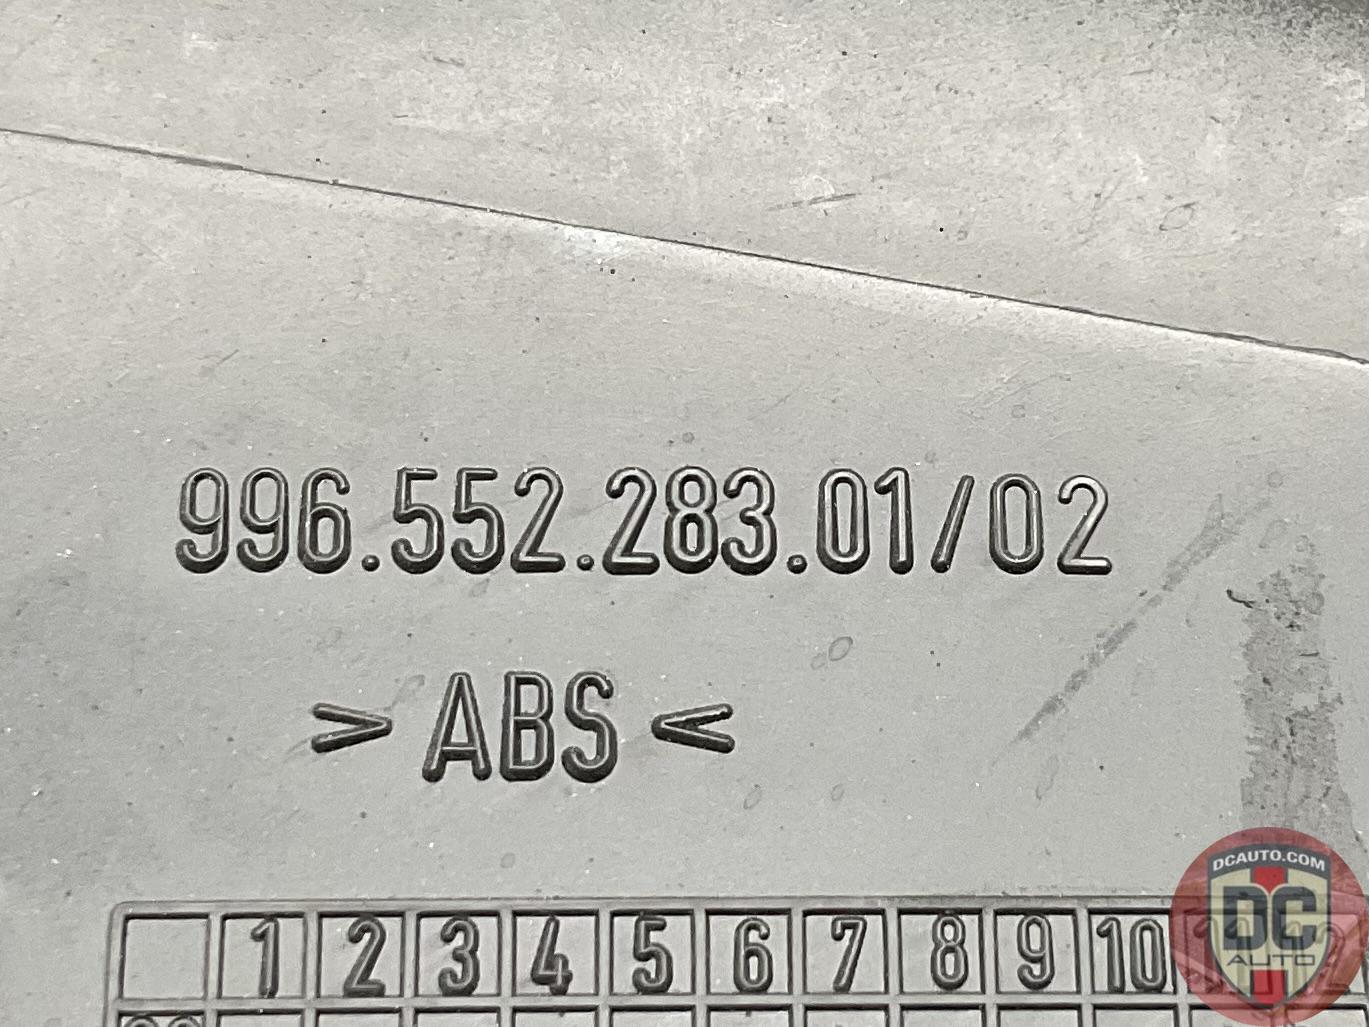 996.552.283.01/02
>ABS<
1 2 3 4 5 6 7 8 9 10
DCAUTO.COM
DC
AUTO